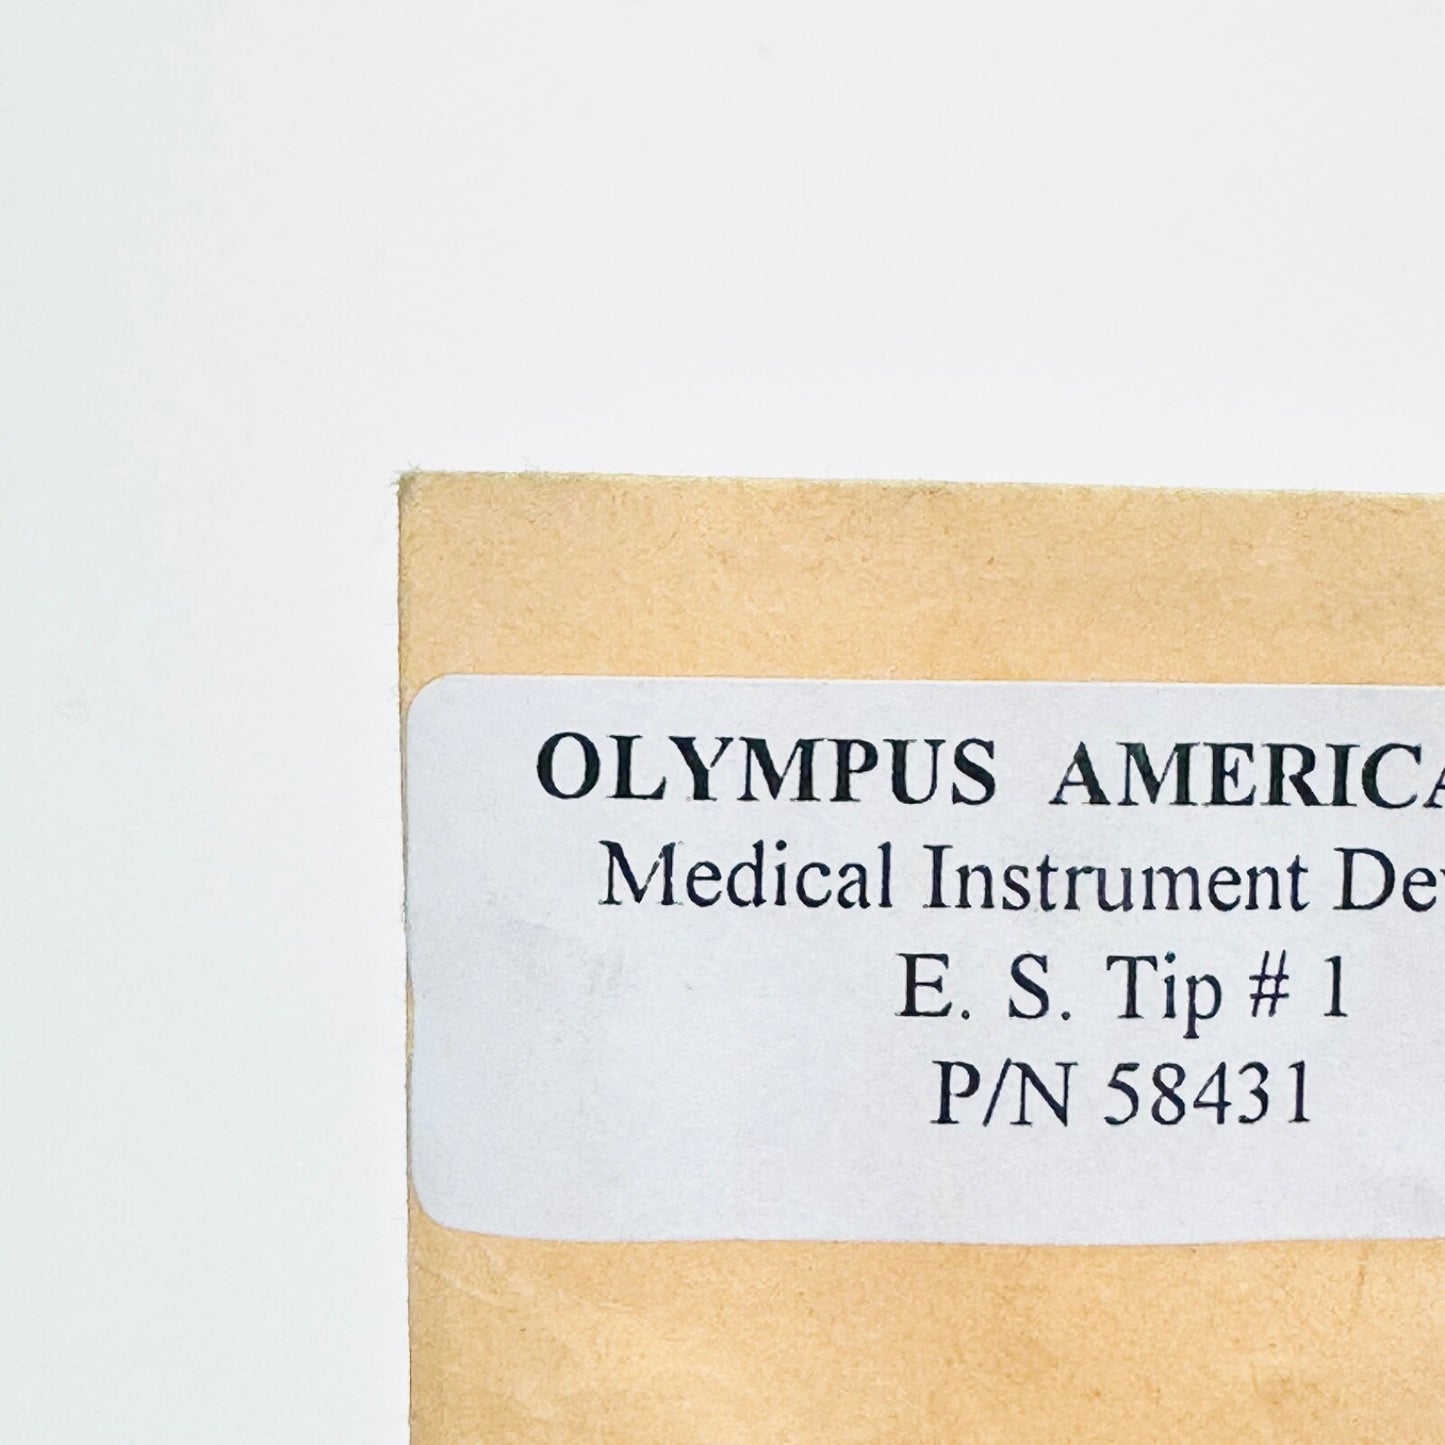 OLYMPUS AMERICA
Medical Instrument Dev
E. S. Tip # 1
P/N 58431